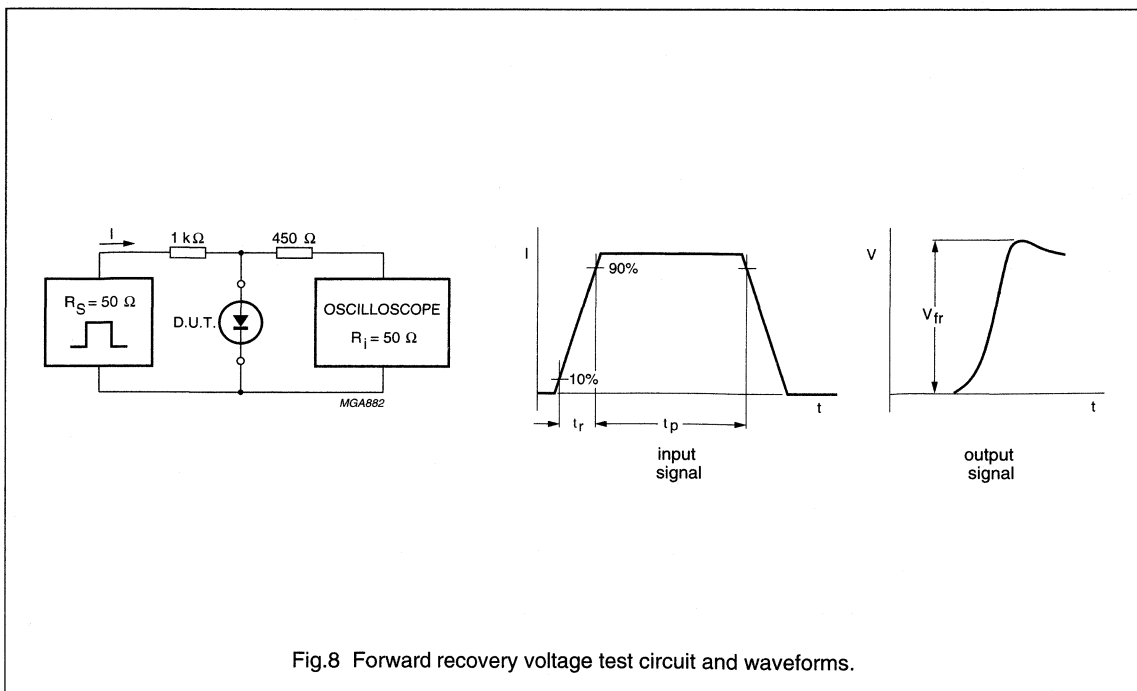 I
1 kΩ
450 Ω
R_S = 50 Ω
D.U.T.
OSCILLOSCOPE
R_i = 50 Ω
MGA882
I
90%
10%
t
t_r
t_p
input
signal
V
V_fr
t
output
signal
Fig.8 Forward recovery voltage test circuit and waveforms.